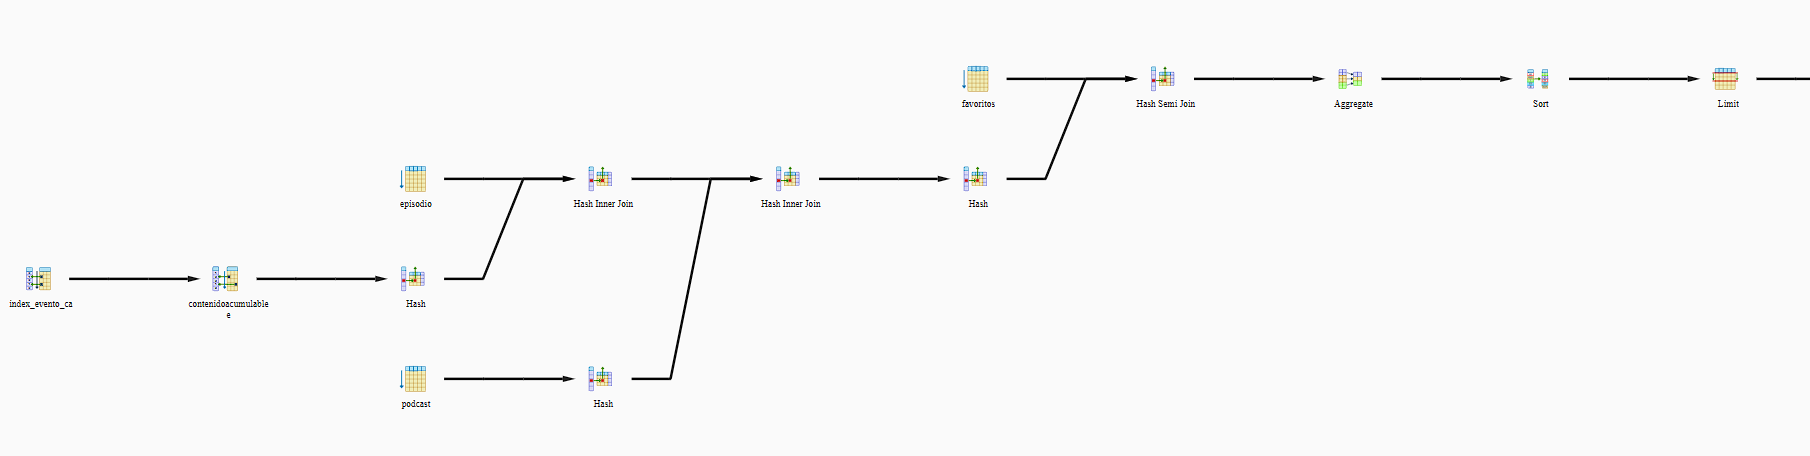 favoritos
Hash Semi Join
Aggregate
Sort
Limit
episodio
Hash Inner Join
Hash Inner Join
Hash
index_evento_ca
contenidoacumulable
e
Hash
podcast
Hash